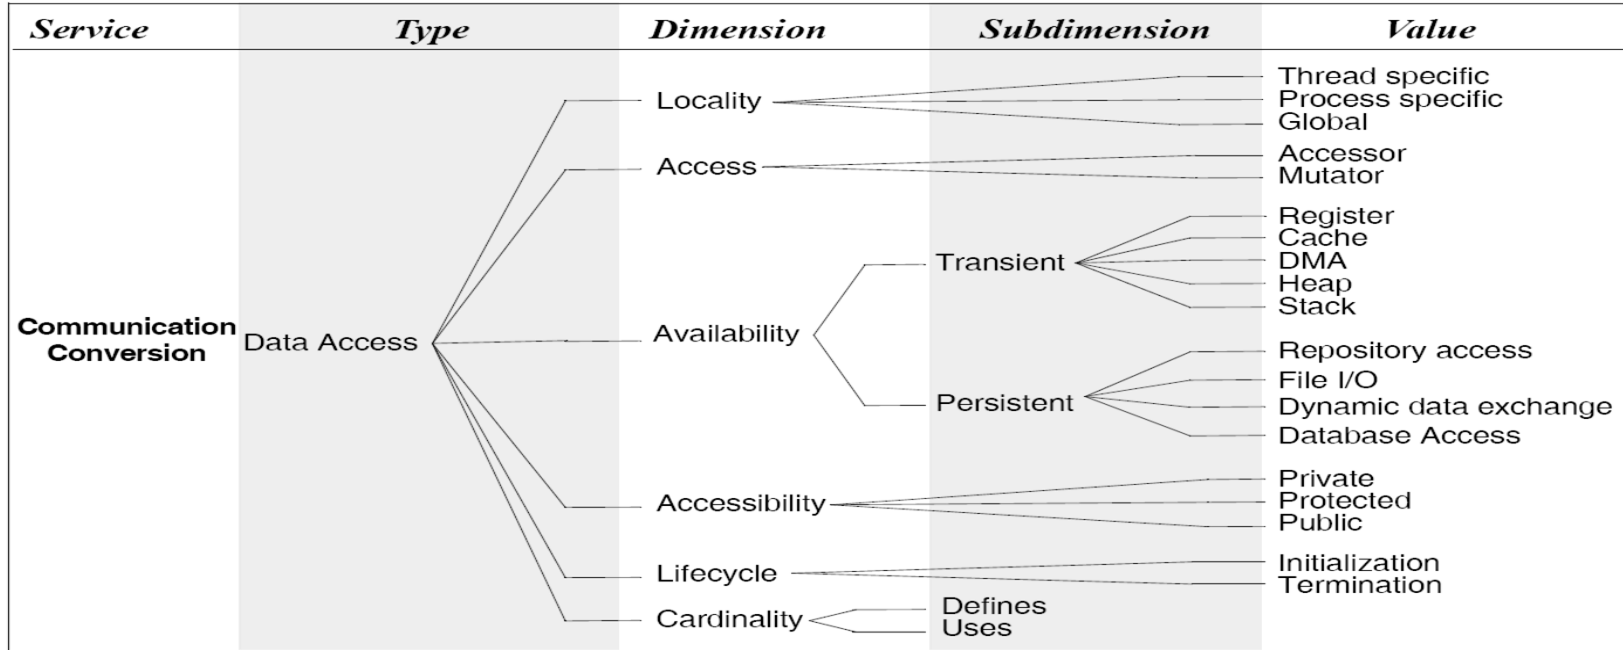 Service Type Dimension Subdimension Value
Locality
Thread specific
Process specific
Global
Access
Accessor
Mutator
Availability
Transient
Register
Cache
DMA
Heap
Stack
Communication
Conversion
Data Access
Persistent
Repository access
File I/O
Dynamic data exchange
Database Access
Accessibility
Private
Protected
Public
Lifecycle
Initialization
Termination
Cardinality
Defines
Uses